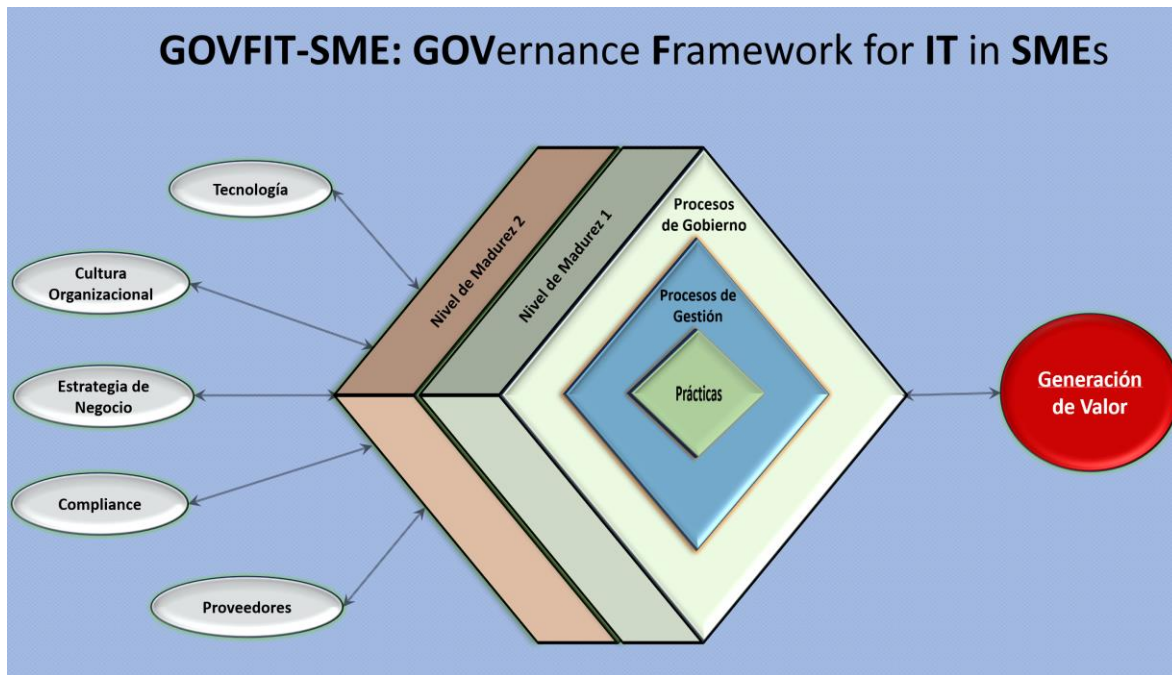 GOVFIT-SME: GOVernance Framework for IT in SMEs
Tecnología
Cultura
Organizacional
Estrategia de
Negocio
Compliance
Proveedores
Nivel de Madurez 2
Nivel de Madurez 1
Procesos
de Gobierno
Procesos de
Gestión
Prácticas
Generación
de Valor